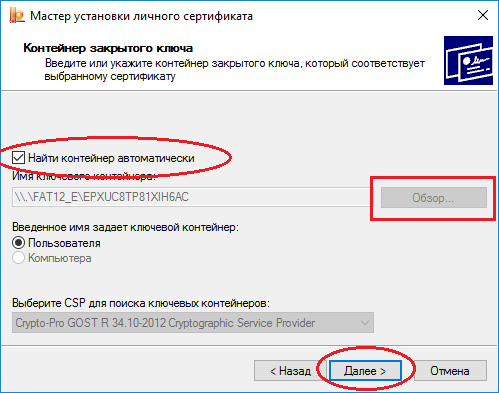 Мастер установки личного сертификата
Контейнер закрытого ключа
Введите или укажите контейнер закрытого ключа, который соответствует
выбранному сертификату
Найти контейнер автоматически
Имя ключевого контейнера:
\\.\FAT12_E\EPXUC8TP81XIH6AC
Обзор...
Введенное имя задает ключевой контейнер:
Пользователя
Компьютера
Выберите CSP для поиска ключевых контейнеров:
Crypto-Pro GOST R 34.10-2012 Cryptographic Service Provider
< Назад
Далее >
Отмена